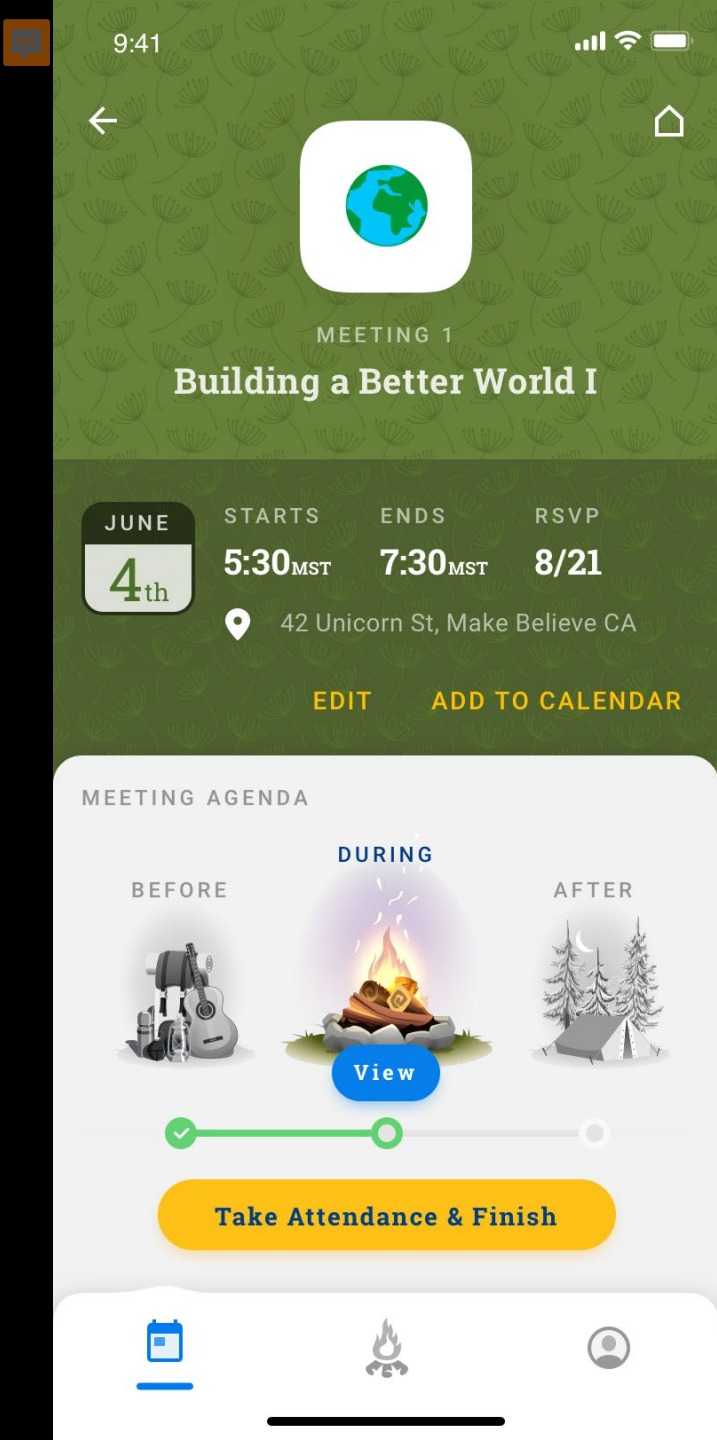 9:41
MEETING 1
Building a Better World I
JUNE
4th
STARTS ENDS RSVP
5:30MST 7:30MST 8/21
42 Unicorn St, Make Believe CA
EDIT ADD TO CALENDAR
MEETING AGENDA
DURING
BEFORE AFTER
View
Take Attendance & Finish